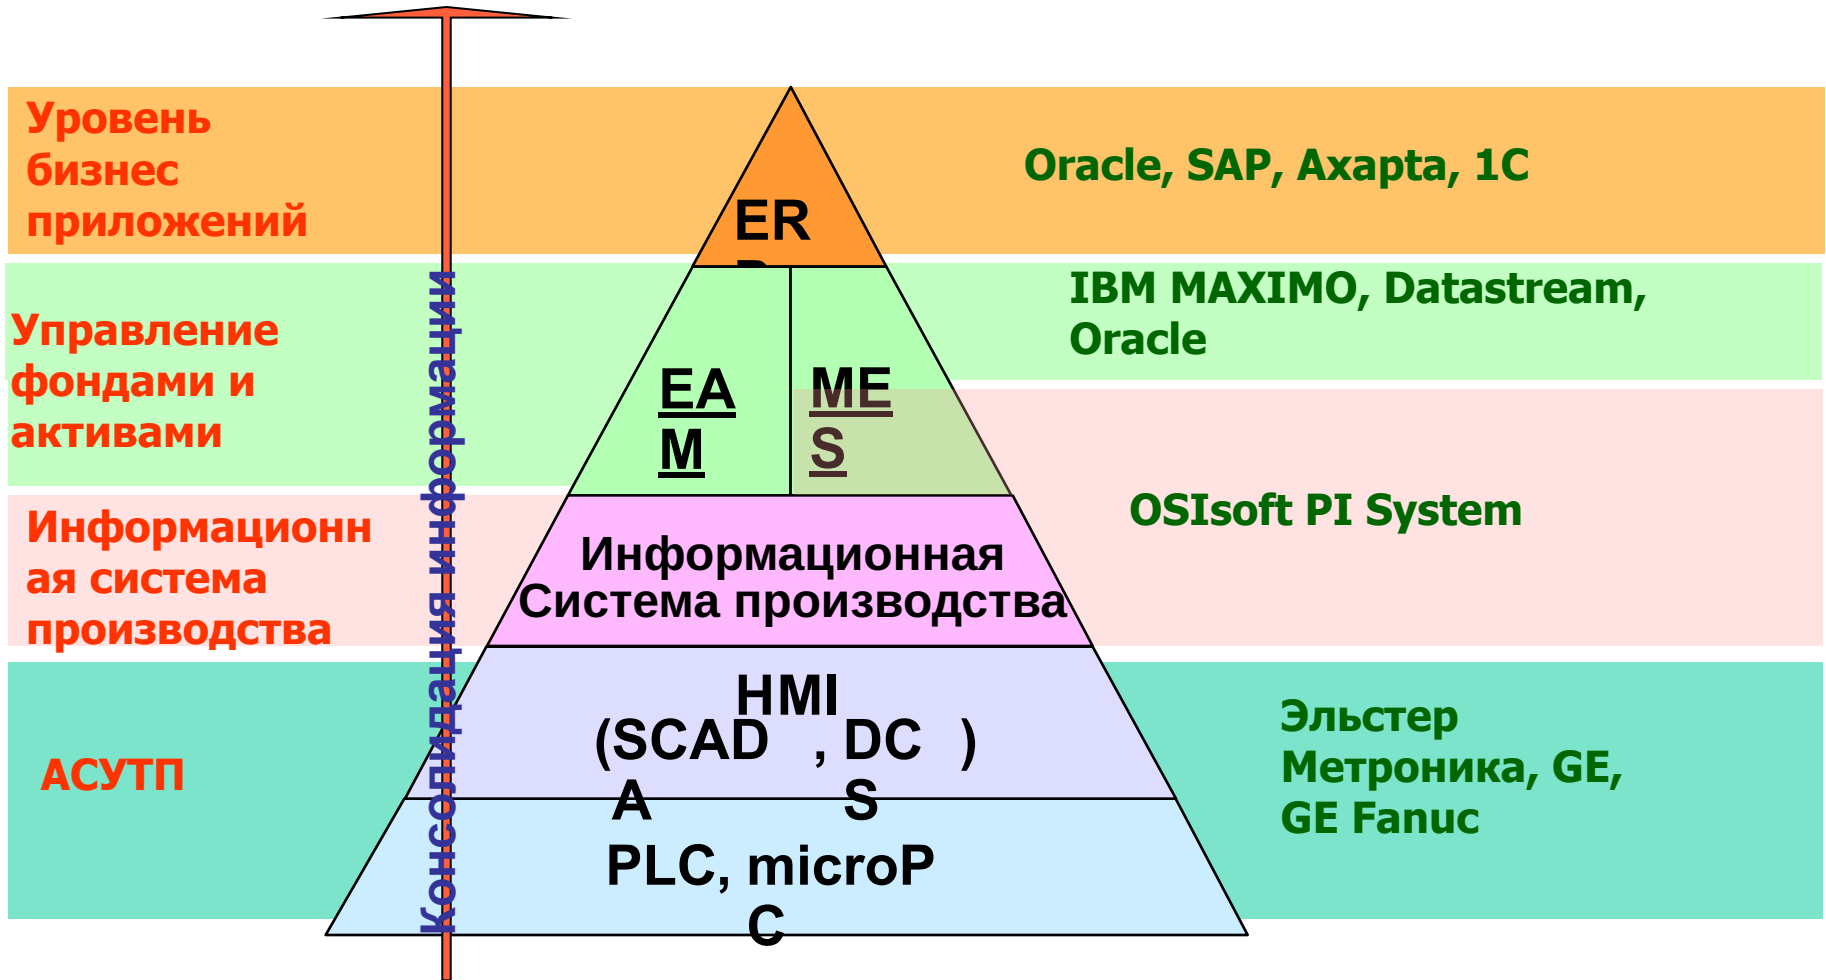 Уровень
бизнес
приложений
ER
Oracle, SAP, Axapta, 1C
Управление
фондами и
активами
EA
M
ME
S
IBM MAXIMO, Datastream,
Oracle
Информационн
ая система
производства
Информационная
Система производства
OSIsoft PI System
АСУТП
HMI
(SCAD , DC )
A S
PLC, microP
C
Эльстер
Метроника, GE,
GE Fanuc
Консолидация информации